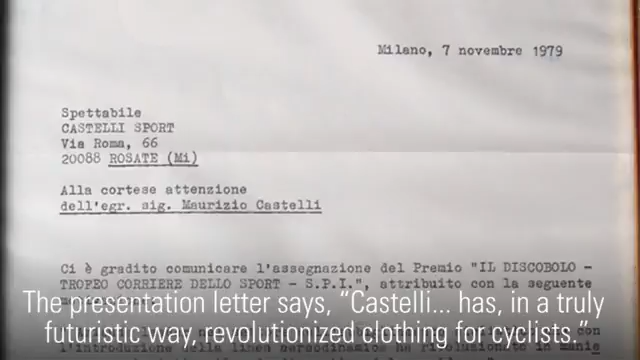 Milano, 7 novembre 1979
Spettabile
CASTELLI SPORT
Via Roma, 66
20088 ROSATE (Mi)
Alla cortese attenzione
dell'egr. sig. Maurizio Castelli
Ci è gradito comunicare l'assegnazione del Premio "IL DISCOBOLO -
TROFEO CORRIERE DELLO SPORT - S.P.I.", attribuito con la seguente
The presentation letter says, “Castelli... has, in a truly
futuristic way, revolutionized clothing for cyclists.”